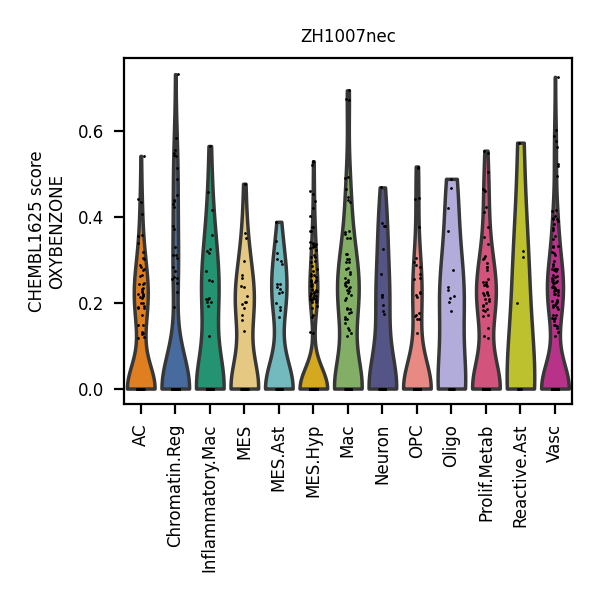 ZH1007nec
CHEMBL1625 score
OXYBENZONE
0.6
0.4
0.2
0.0
AC
Chromatin.Reg
Inflammatory.Mac
MES
MES.Ast
MES.Hyp
Mac
Neuron
OPC
Oligo
Prolif.Metab
Reactive.Ast
Vasc